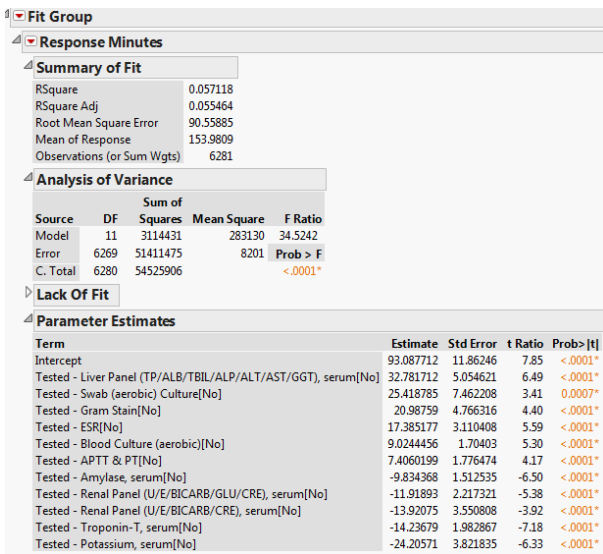 Fit Group
Response Minutes
Summary of Fit
RSquare 0.057118
RSquare Adj 0.055464
Root Mean Square Error 90.55885
Mean of Response 153.9809
Observations (or Sum Wgts) 6281
Analysis of Variance
Sum of
Source DF Squares Mean Square F Ratio
Model 11 3114431 283130 34.5242
Error 6269 51411475 8201 Prob > F
C. Total 6280 54525906 <.0001*
Lack Of Fit
Parameter Estimates
Term Estimate Std Error t Ratio Prob>|t|
Intercept 93.087712 11.86246 7.85 <.0001*
Tested - Liver Panel (TP/ALB/TBIL/ALP/ALT/AST/GGT), serum[No] 32.781712 5.054621 6.49 <.0001*
Tested - Swab (aerobic) Culture[No] 25.418785 7.462208 3.41 0.0007*
Tested - Gram Stain[No] 20.98759 4.766316 4.40 <.0001*
Tested - ESR[No] 17.385177 3.110408 5.59 <.0001*
Tested - Blood Culture (aerobic)[No] 9.0244456 1.70403 5.30 <.0001*
Tested - APTT & PT[No] 7.4060199 1.776474 4.17 <.0001*
Tested - Amylase, serum[No] -9.834368 1.512535 -6.50 <.0001*
Tested - Renal Panel (U/E/BICARB/GLU/CRE), serum[No] -11.91893 2.217321 -5.38 <.0001*
Tested - Renal Panel (U/E/BICARB/CRE), serum[No] -13.92075 3.550808 -3.92 <.0001*
Tested - Troponin-T, serum[No] -14.23679 1.982867 -7.18 <.0001*
Tested - Potassium, serum[No] -24.20571 3.821835 -6.33 <.0001*